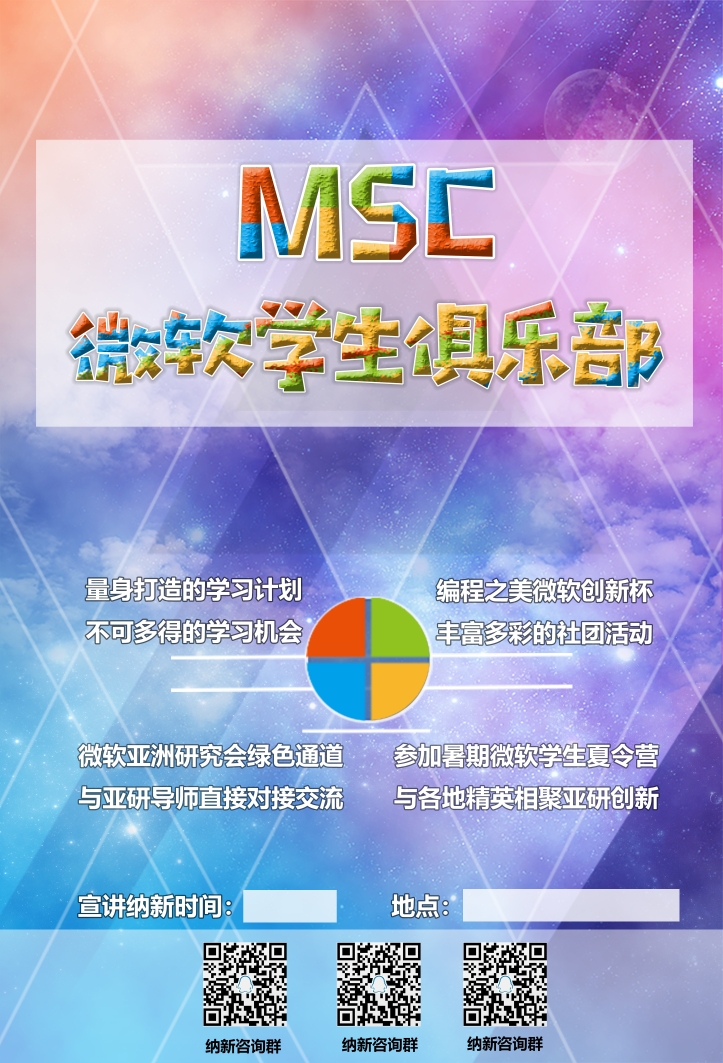 MSC
微软学生俱乐部
量身打造的学习计划
不可多得的学习机会
编程之美微软创新杯
丰富多彩的社团活动
微软亚洲研究会绿色通道
与亚研导师直接对接交流
参加暑期微软学生夏令营
与各地精英相聚亚研创新
宣讲纳新时间：
地点：
纳新咨询群
纳新咨询群
纳新咨询群